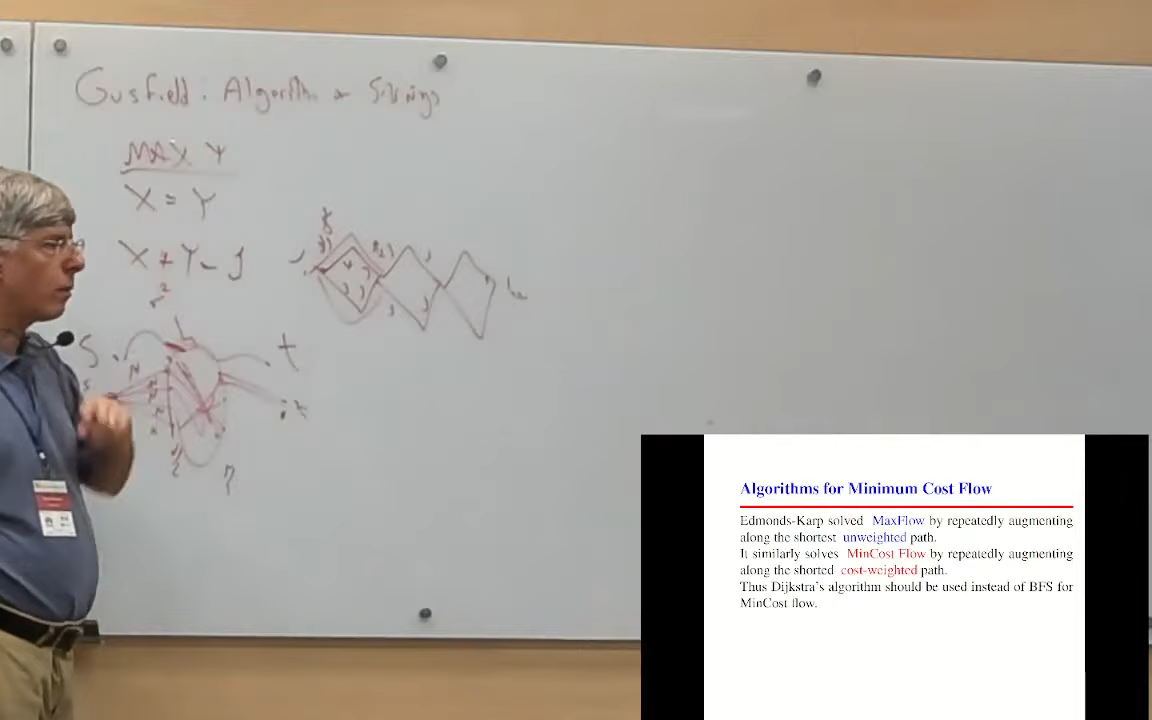 Gusfield: Algorithms on Strings
MAX Y
X = Y
X + Y -
S
t
Algorithms for Minimum Cost Flow
Edmonds-Karp solved MaxFlow by repeatedly augmenting
along the shortest unweighted path.
It similarly solves MinCost Flow by repeatedly augmenting
along the shorted cost-weighted path.
Thus Dijkstra's algorithm should be used instead of BFS for
MinCost flow.